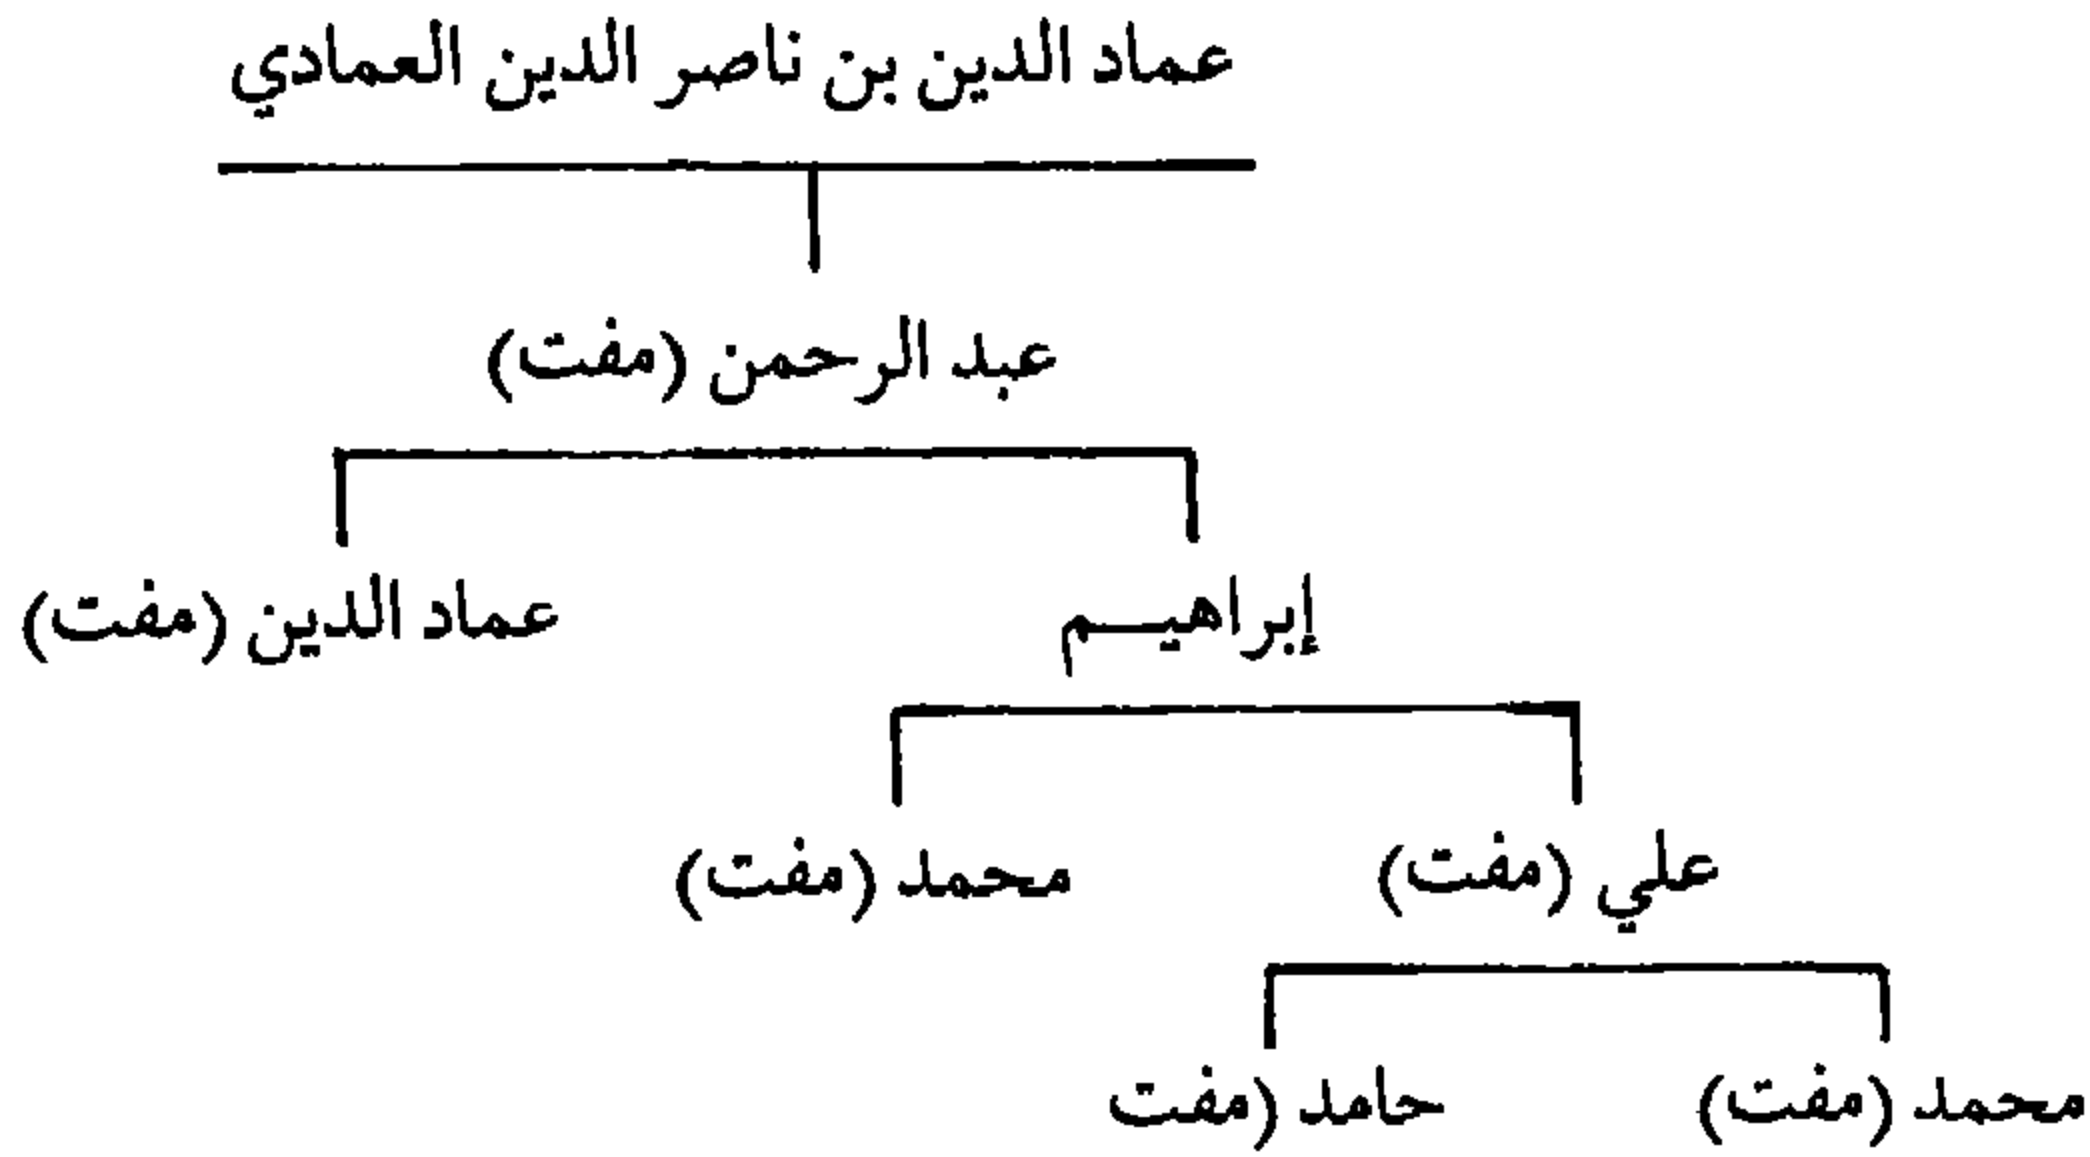 عماد الدين بن ناصر الدين العمادي
عبد الرحمن (مفت)
إبراهيـــم
عماد الدين (مفت)
علي (مفت)
محمد (مفت)
محمد (مفت)
حامد (مفت